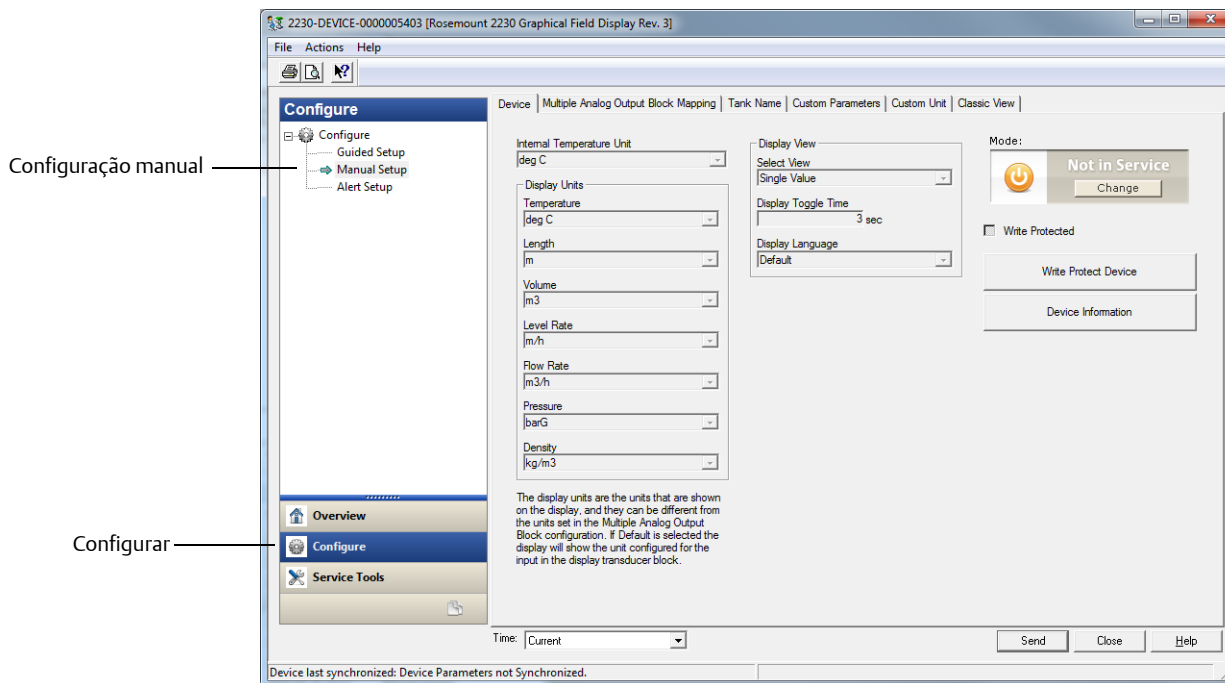 2230-DEVICE-0000005403 [Rosemount 2230 Graphical Field Display Rev. 3]
File Actions Help
Configure
Configure
Guided Setup
Manual Setup
Alert Setup
Configuração manual
Configurar
Overview
Configure
Service Tools
Device
Multiple Analog Output Block Mapping
Tank Name
Custom Parameters
Custom Unit
Classic View
Internal Temperature Unit
deg C
Display Units
Temperature
deg C
Length
m
Volume
m3
Level Rate
m/h
Flow Rate
m3/h
Pressure
barG
Density
kg/m3
The display units are the units that are shown
on the display, and they can be different from
the units set in the Multiple Analog Output
Block configuration. If Default is selected the
display will show the unit configured for the
input in the display transducer block.
Display View
Select View
Single Value
Display Toggle Time
3 sec
Display Language
Default
Mode:
Not in Service
Change
Write Protected
Write Protect Device
Device Information
Time: Current
Send
Close
Help
Device last synchronized: Device Parameters not Synchronized.